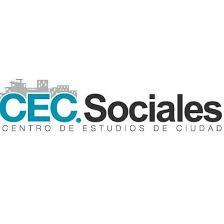 CEC.Sociales
CENTRO DE ESTUDIOS DE CIUDAD